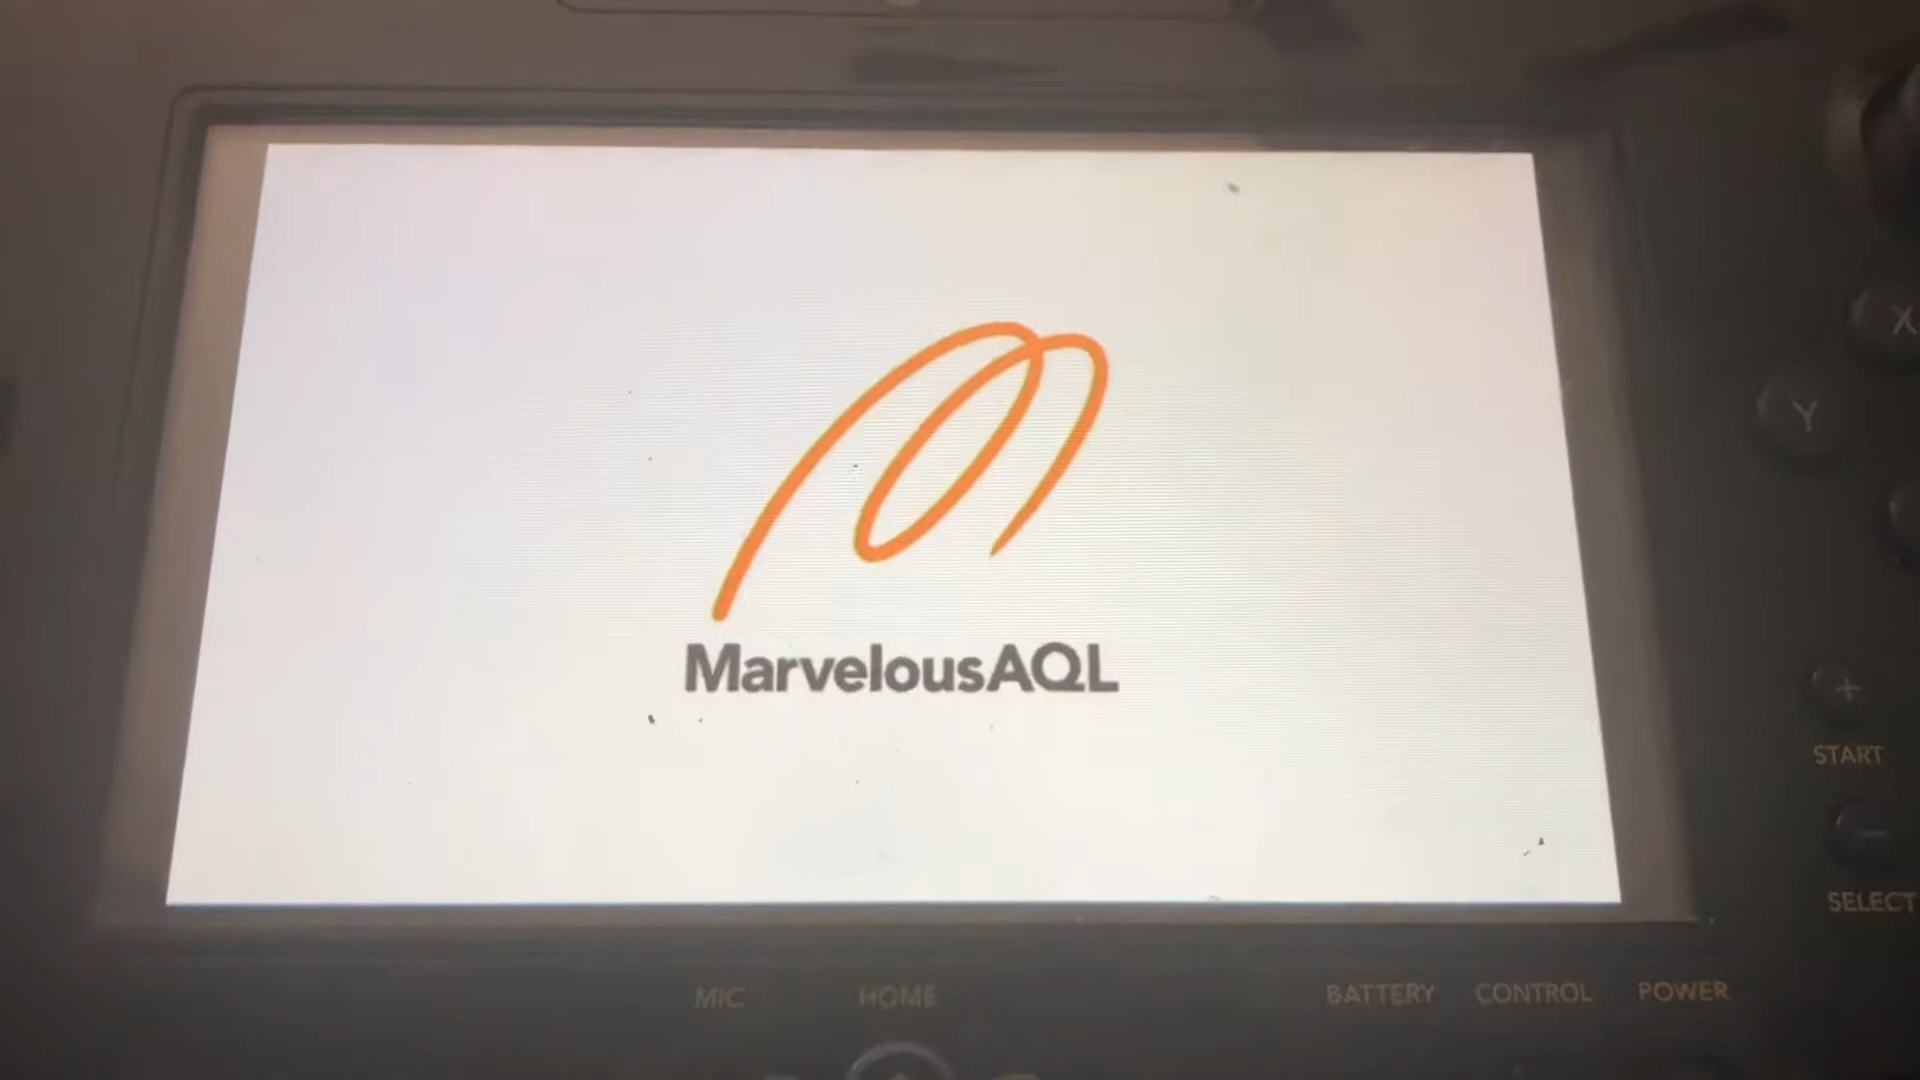 MarvelousAQL
X
Y
+
START
-
SELECT
MIC HOME BATTERY CONTROL POWER